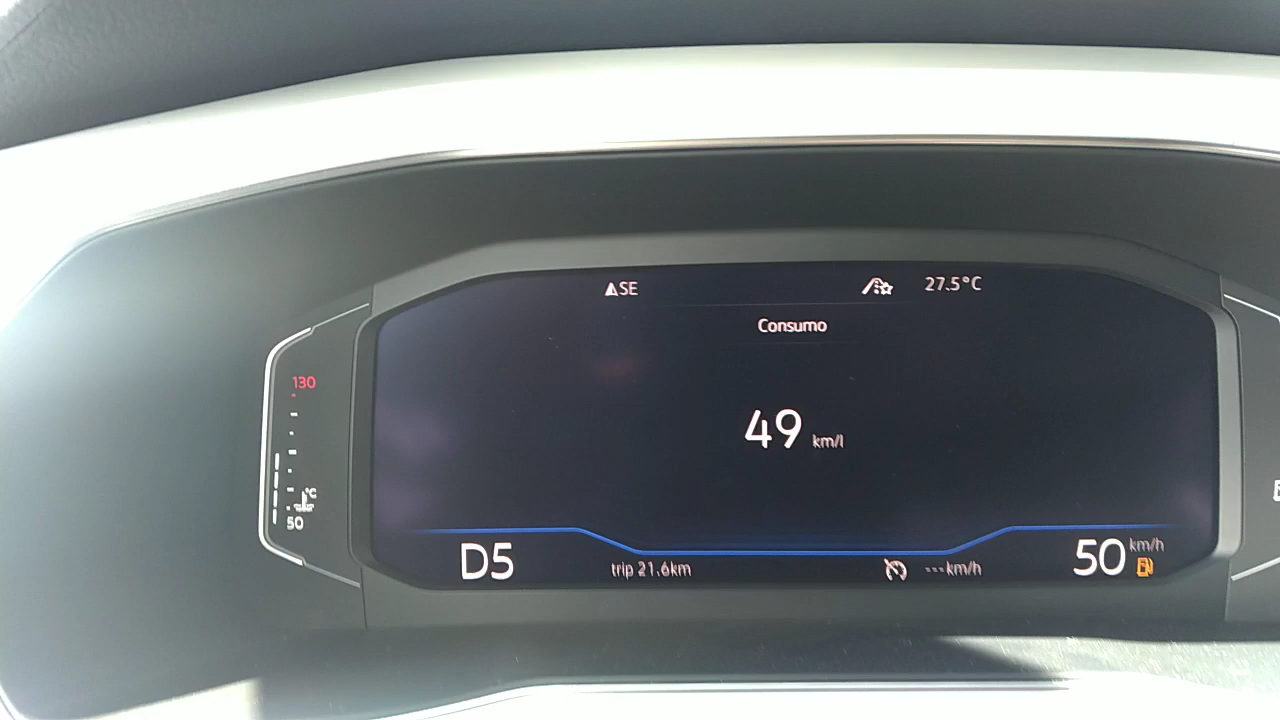 SE
27.5°C
Consumo
130
49 km/l
°C
50
D5
trip 21.6km
---km/h
50 km/h